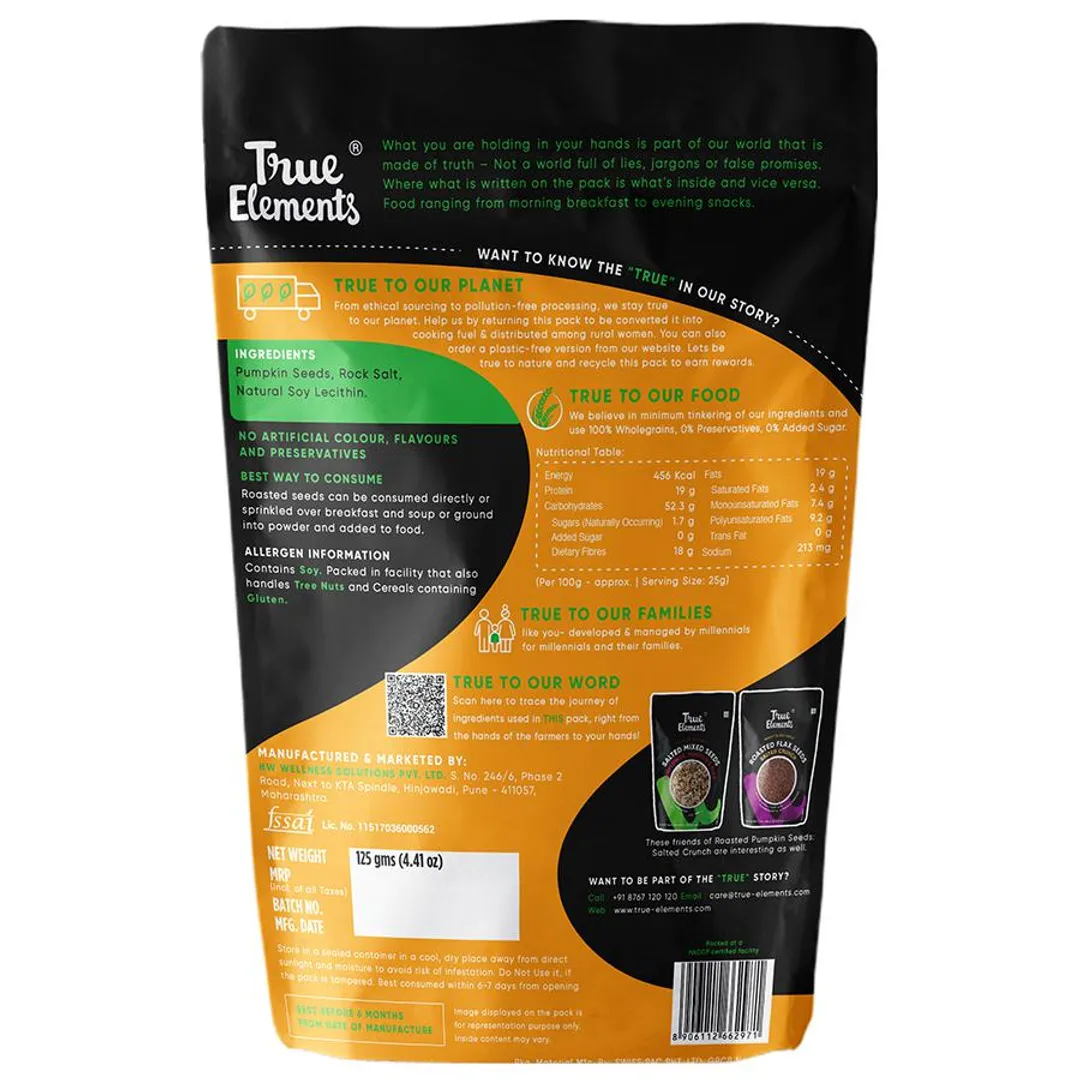 True
Elements
®
What you are holding in your hands is part of our world that is
made of truth – Not a world full of lies, jargons or false promises.
Where what is written on the pack is what's inside and vice versa.
Food ranging from morning breakfast to evening snacks.
WANT TO KNOW THE "TRUE" IN OUR STORY?
TRUE TO OUR PLANET
From ethical sourcing to pollution-free processing, we stay true
to our planet. Help us by returning this pack to be converted it into
cooking fuel & distributed among rural women. You can also
order a plastic-free version from our website. Lets be
true to nature and recycle this pack to earn rewards.
INGREDIENTS
Pumpkin Seeds, Rock Salt,
Natural Soy Lecithin.
NO ARTIFICIAL COLOUR, FLAVOURS
AND PRESERVATIVES
BEST WAY TO CONSUME
Roasted seeds can be consumed directly or
sprinkled over breakfast and soup or ground
into powder and added to food.
ALLERGEN INFORMATION
Contains Soy. Packed in facility that also
handles Tree Nuts and Cereals containing
Gluten.
TRUE TO OUR FOOD
We believe in minimum tinkering of our ingredients and
use 100% Wholegrains, 0% Preservatives, 0% Added Sugar.
Nutritional Table:
Energy 456 Kcal
Protein 19 g
Carbohydrates 52.3 g
Sugars (Naturally Occurring) 1.7 g
Added Sugar 0 g
Dietary Fibres 18 g
Fats 19 g
Saturated Fats 2.4 g
Monounsaturated Fats 7.4 g
Polyunsaturated Fats 9.2 g
Trans Fat 0 g
Sodium 213 mg
(Per 100g - approx. | Serving Size: 25g)
TRUE TO OUR FAMILIES
like you- developed & managed by millennials
for millennials and their families.
TRUE TO OUR WORD
Scan here to trace the journey of
ingredients used in THIS pack, right from
the hands of the farmers to your hands!
MANUFACTURED & MARKETED BY:
HW WELLNESS SOLUTIONS PVT. LTD. S. No. 246/6, Phase 2
Road, Next to KTA Spindle, Hinjawadi, Pune - 411057,
Maharashtra
fssai Lic. No. 11517036000562
NET WEIGHT 125 gms (4.41 oz)
MRP
(Incl. of all Taxes)
BATCH NO.
MFG. DATE
Store in a sealed container in a cool, dry place away from direct
sunlight and moisture to avoid risk of infestation. Do Not Use it, if
the pack is tampered. Best consumed within 6-7 days from opening.
BEST BEFORE 6 MONTHS
FROM DATE OF MANUFACTURE
Image displayed on the pack is
for representation purpose only.
Inside content may vary.
True
Elements
SALTED MIXED SEEDS
True
Elements
ROASTED FLAX SEEDS
SALTED CRUNCH
These friends of Roasted Pumpkin Seeds:
Salted Crunch are interesting as well.
WANT TO BE PART OF THE "TRUE" STORY?
Call : +91 8767 120 120 Email : care@true-elements.com
Web : www.true-elements.com
Packed at a
HACCP certified facility
8 906112 662971
Pkg. Material Mfg. By: SWISS PAC PVT. LTD.